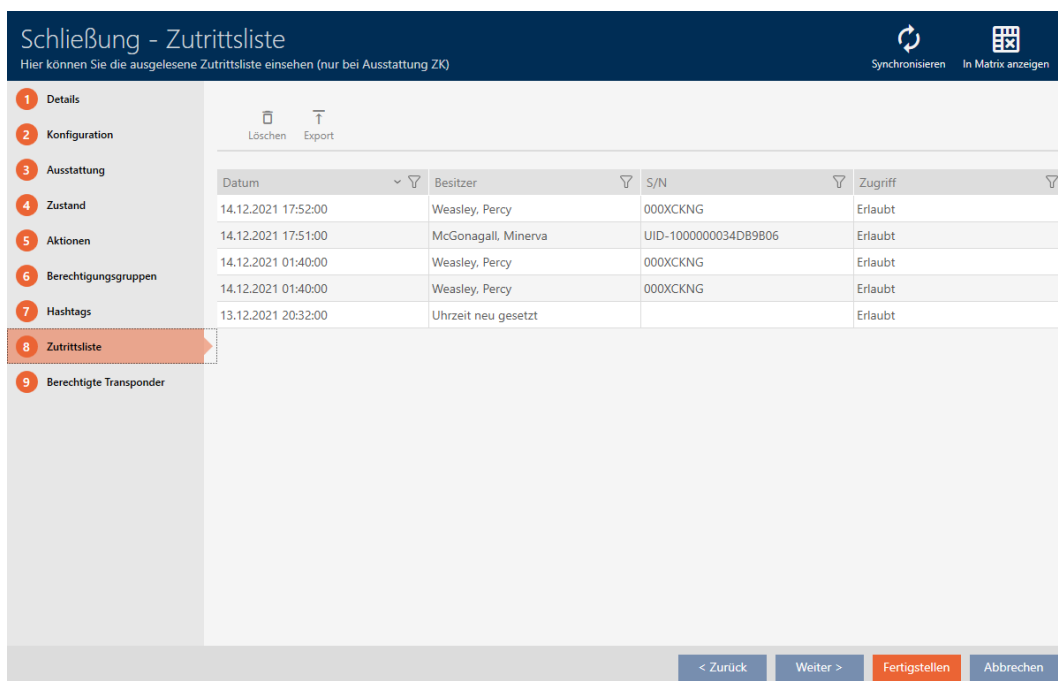 Schließung - Zutrittsliste
Hier können Sie die ausgelesene Zutrittsliste einsehen (nur bei Ausstattung ZK)
Synchronisieren
In Matrix anzeigen
1 Details
2 Konfiguration
3 Ausstattung
4 Zustand
5 Aktionen
6 Berechtigungsgruppen
7 Hashtags
8 Zutrittsliste
9 Berechtigte Transponder
Löschen Export
Datum Besitzer S/N Zugriff
14.12.2021 17:52:00 Weasley, Percy 000XCKNG Erlaubt
14.12.2021 17:51:00 McGonagall, Minerva UID-1000000034DB9B06 Erlaubt
14.12.2021 01:40:00 Weasley, Percy 000XCKNG Erlaubt
14.12.2021 01:40:00 Weasley, Percy 000XCKNG Erlaubt
13.12.2021 20:32:00 Uhrzeit neu gesetzt Erlaubt
< Zurück Weiter > Fertigstellen Abbrechen